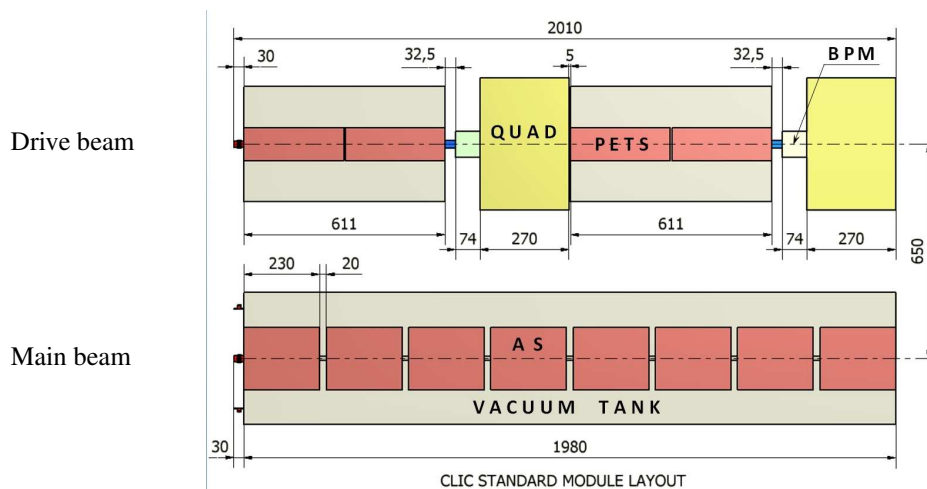 2010
30
32,5
5
32,5
BPM
Drive beam
QUAD
PETS
611
611
74
270
74
270
650
230
20
Main beam
AS
VACUUM TANK
30
1980
CLIC STANDARD MODULE LAYOUT